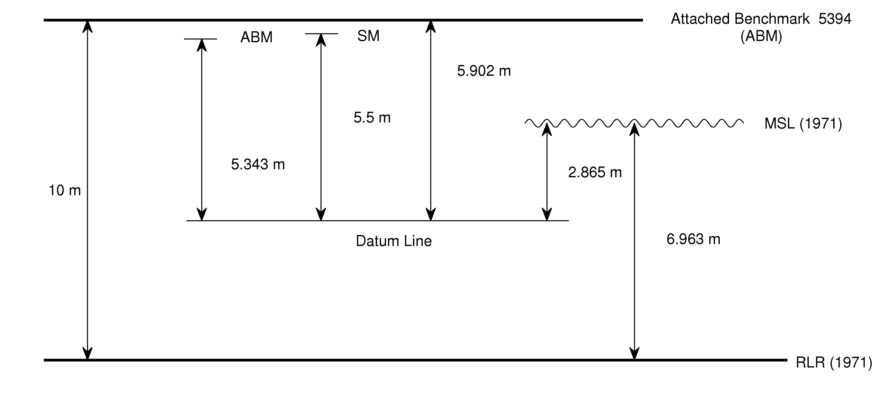 Attached Benchmark 5394
(ABM)
ABM
SM
5.902 m
5.5 m
MSL (1971)
5.343 m
2.865 m
10 m
Datum Line
6.963 m
RLR (1971)